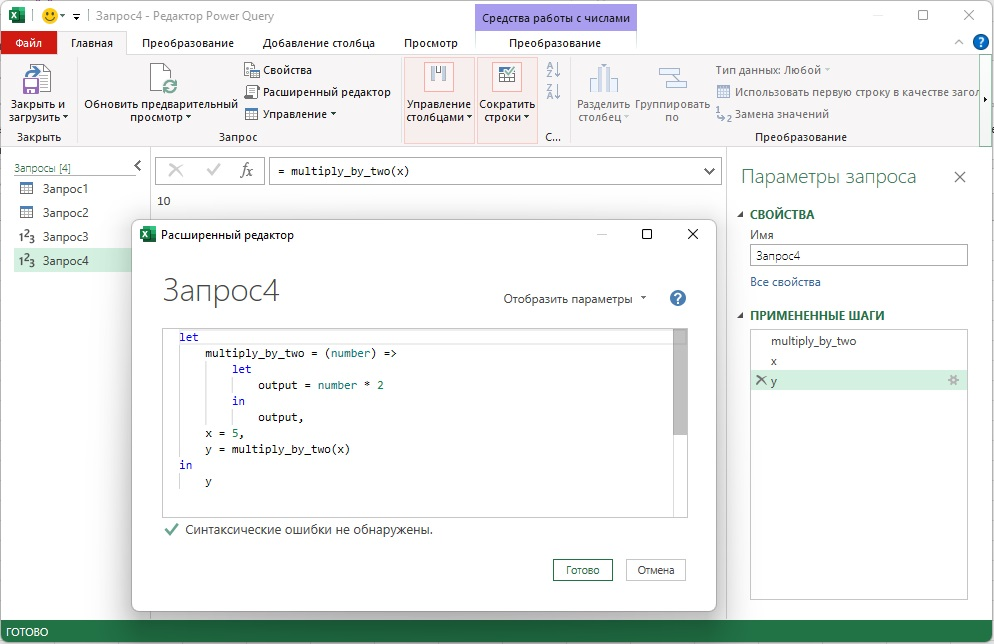 Запрос4 - Редактор Power Query
Средства работы с числами
Файл
Главная
Преобразование
Добавление столбца
Просмотр
Преобразование
Закрыть и загрузить
Закрыть
Обновить предварительный просмотр
Свойства
Расширенный редактор
Управление
Запрос
Управление столбцами
Сократить строки
С...
Разделить столбец
Группировать по
Тип данных: Любой
Использовать первую строку в качестве загол
Замена значений
Преобразование
Запросы [4]
Запрос1
Запрос2
Запрос3
Запрос4
fx
= multiply_by_two(x)
10
Расширенный редактор
Запрос4
Отобразить параметры
let
multiply_by_two = (number) =>
let
output = number * 2
in
output,
x = 5,
y = multiply_by_two(x)
in
y
Синтаксические ошибки не обнаружены.
Готово
Отмена
Параметры запроса
СВОЙСТВА
Имя
Запрос4
Все свойства
ПРИМЕНЕННЫЕ ШАГИ
multiply_by_two
x
y
ГОТОВО